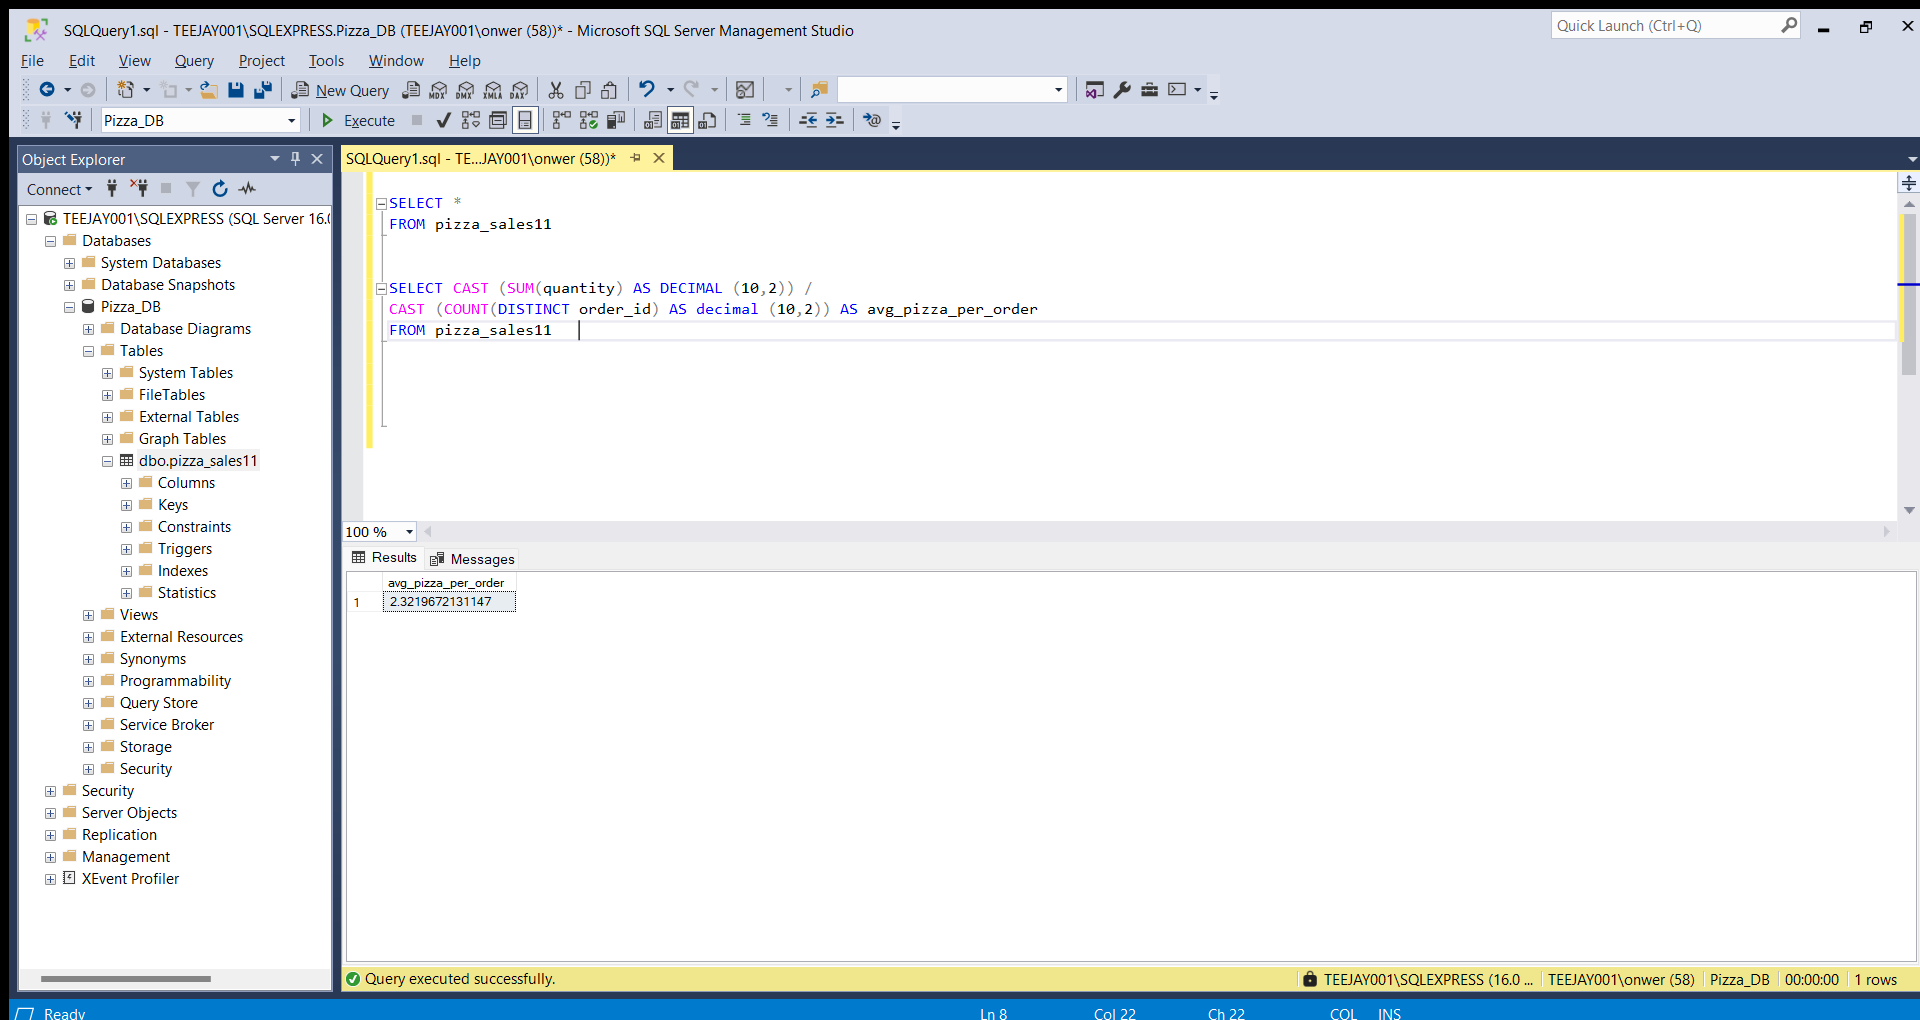 SQLQuery1.sql - TEEJAY001\SQLEXPRESS.Pizza_DB (TEEJAY001\onwer (58))* - Microsoft SQL Server Management Studio
Quick Launch (Ctrl+Q)
File Edit View Query Project Tools Window Help
New Query MDX DMX XMLA DAX
Pizza_DB Execute
Object Explorer
SQLQuery1.sql - TE...JAY001\onwer (58))*
Connect
TEEJAY001\SQLEXPRESS (SQL Server 16.0
Databases
System Databases
Database Snapshots
Pizza_DB
Database Diagrams
Tables
System Tables
FileTables
External Tables
Graph Tables
dbo.pizza_sales11
Columns
Keys
Constraints
Triggers
Indexes
Statistics
Views
External Resources
Synonyms
Programmability
Query Store
Service Broker
Storage
Security
Security
Server Objects
Replication
Management
XEvent Profiler
SELECT *
FROM pizza_sales11
SELECT CAST (SUM(quantity) AS DECIMAL (10,2)) /
CAST (COUNT(DISTINCT order_id) AS decimal (10,2)) AS avg_pizza_per_order
FROM pizza_sales11
100 %
Results Messages
avg_pizza_per_order
1 2.3219672131147
Query executed successfully.
TEEJAY001\SQLEXPRESS (16.0 ... TEEJAY001\onwer (58) Pizza_DB 00:00:00 1 rows
Ready Ln 8 Col 22 Ch 22 COL INS